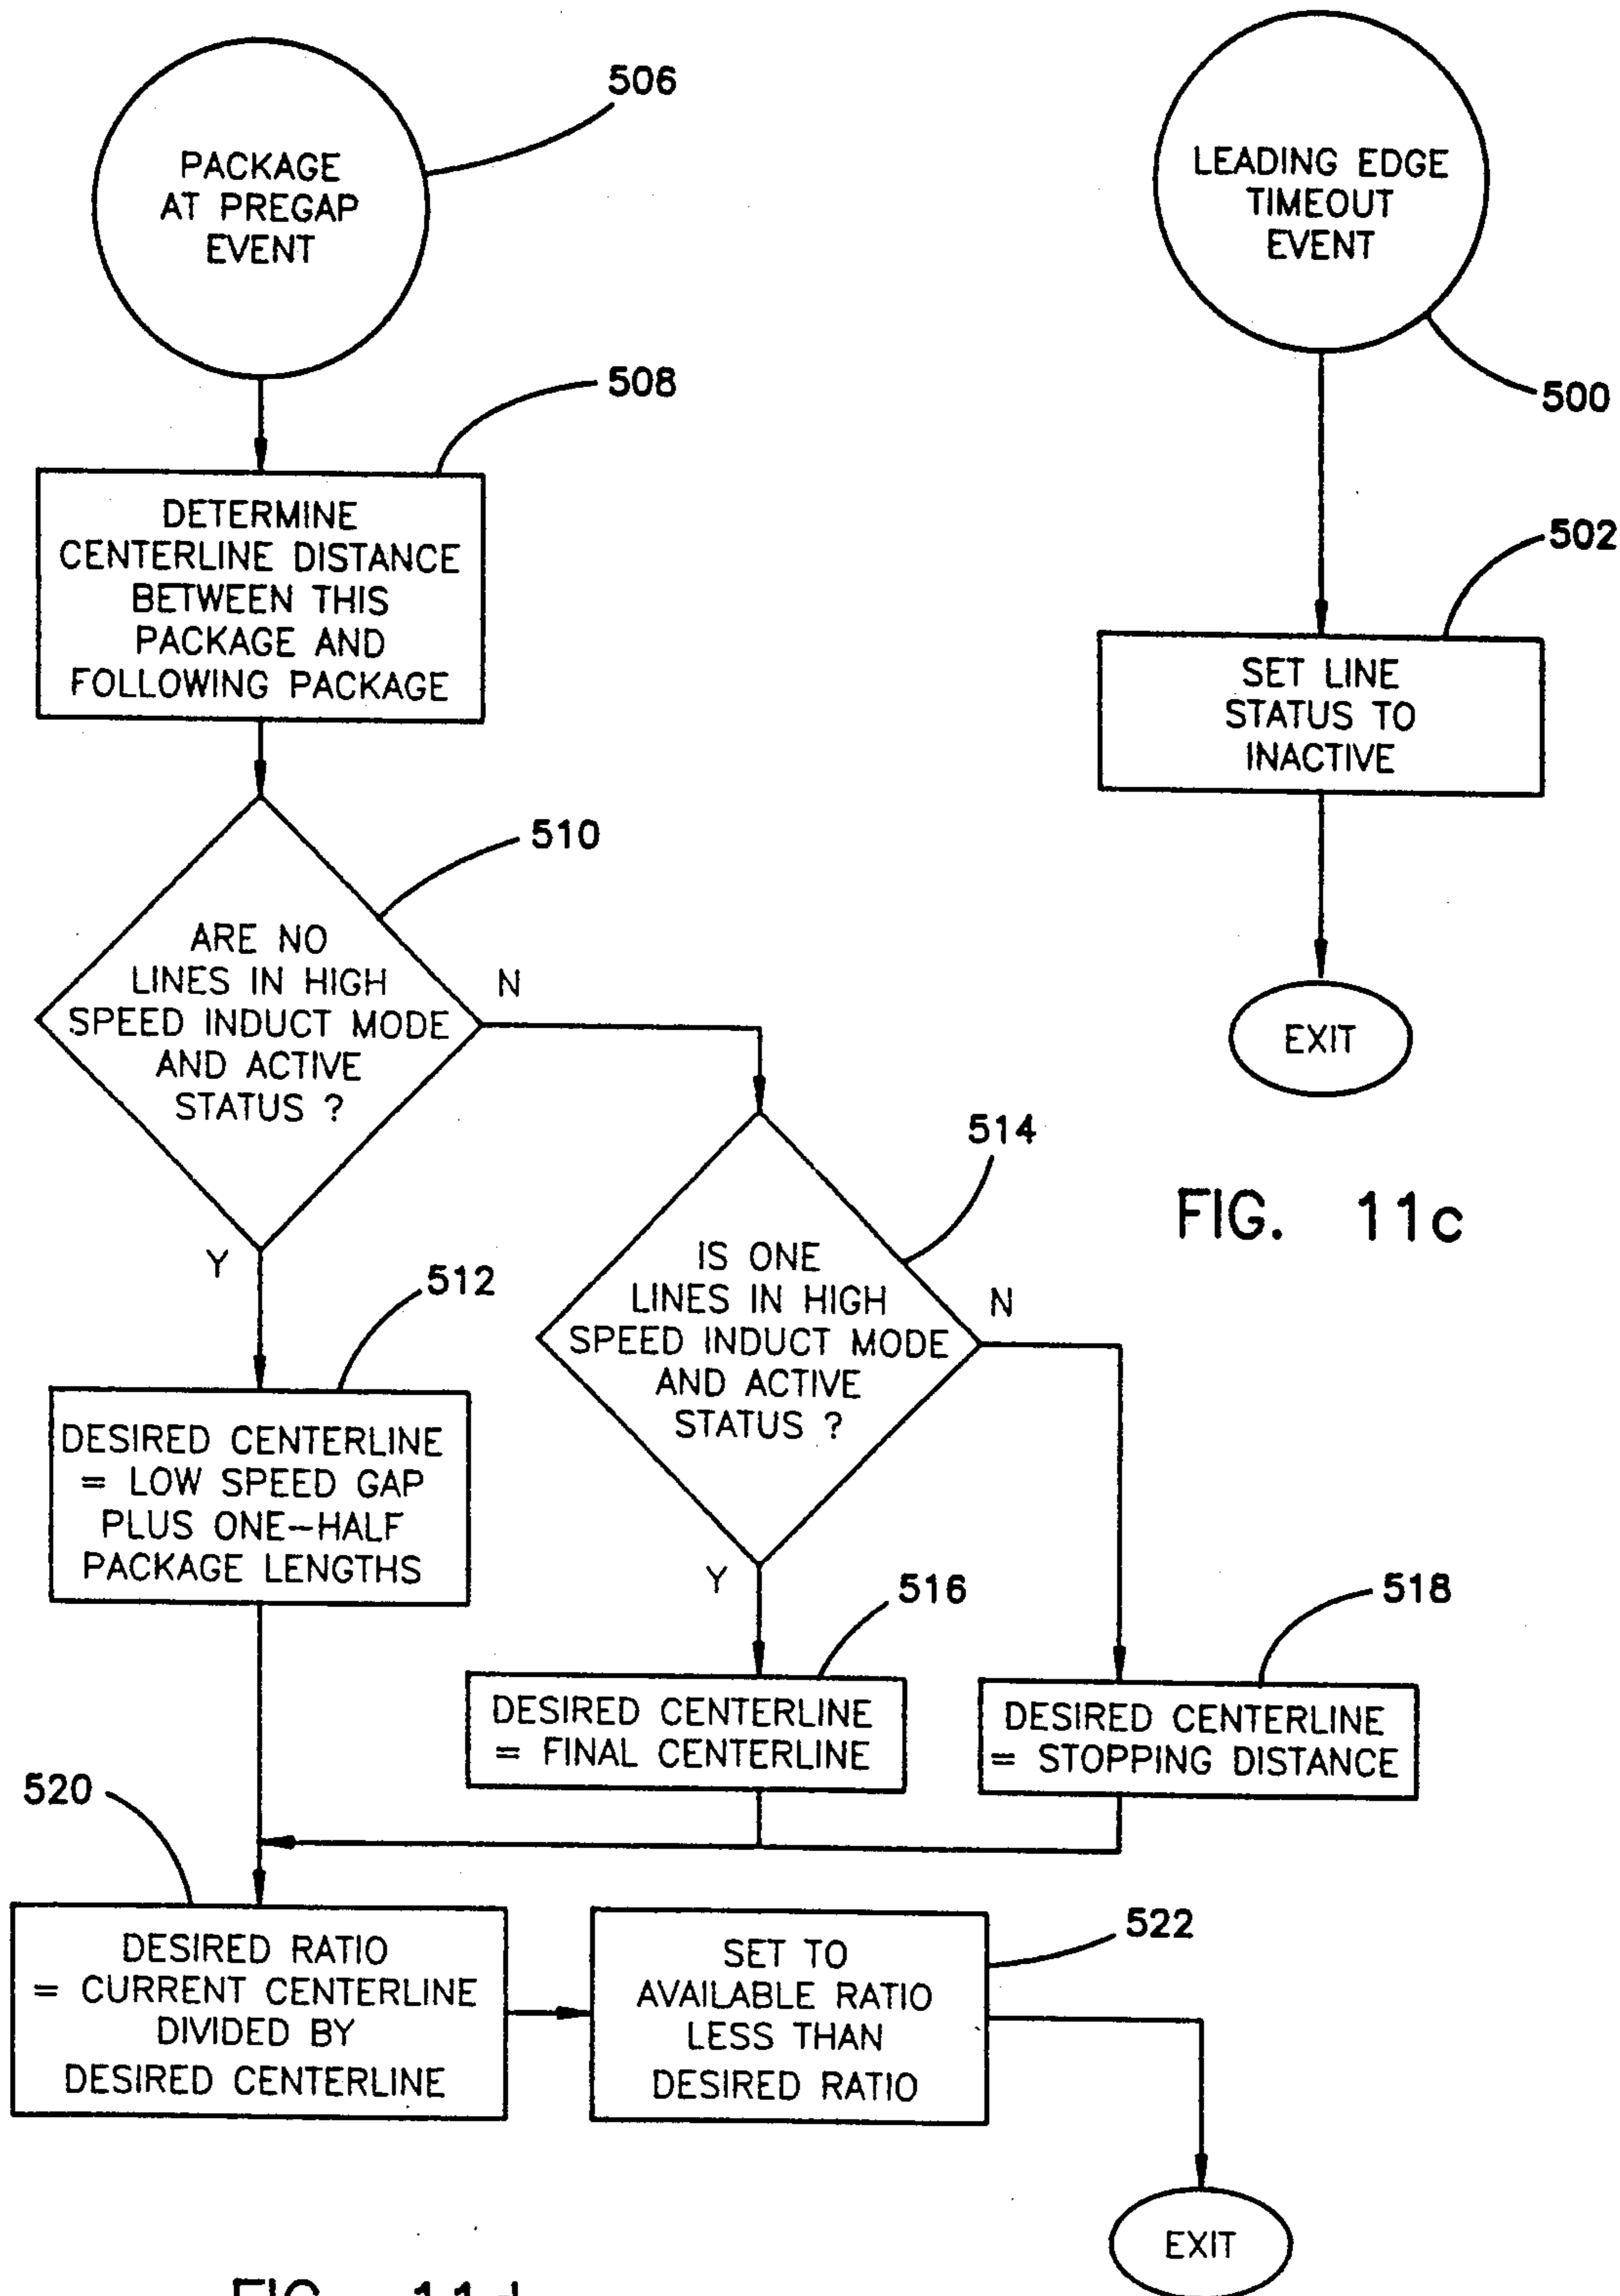 PACKAGE
AT PREGAP
EVENT
506
508
DETERMINE
CENTERLINE DISTANCE
BETWEEN THIS
PACKAGE AND
FOLLOWING PACKAGE
510
ARE NO
LINES IN HIGH
SPEED INDUCT MODE
AND ACTIVE
STATUS ?
N
Y
512
DESIRED CENTERLINE
= LOW SPEED GAP
PLUS ONE-HALF
PACKAGE LENGTHS
514
IS ONE
LINES IN HIGH
SPEED INDUCT MODE
AND ACTIVE
STATUS ?
N
Y
516
DESIRED CENTERLINE
= FINAL CENTERLINE
518
DESIRED CENTERLINE
= STOPPING DISTANCE
520
DESIRED RATIO
= CURRENT CENTERLINE
DIVIDED BY
DESIRED CENTERLINE
522
SET TO
AVAILABLE RATIO
LESS THAN
DESIRED RATIO
EXIT
LEADING EDGE
TIMEOUT
EVENT
500
502
SET LINE
STATUS TO
INACTIVE
EXIT
FIG. 11c
FIG. 11d